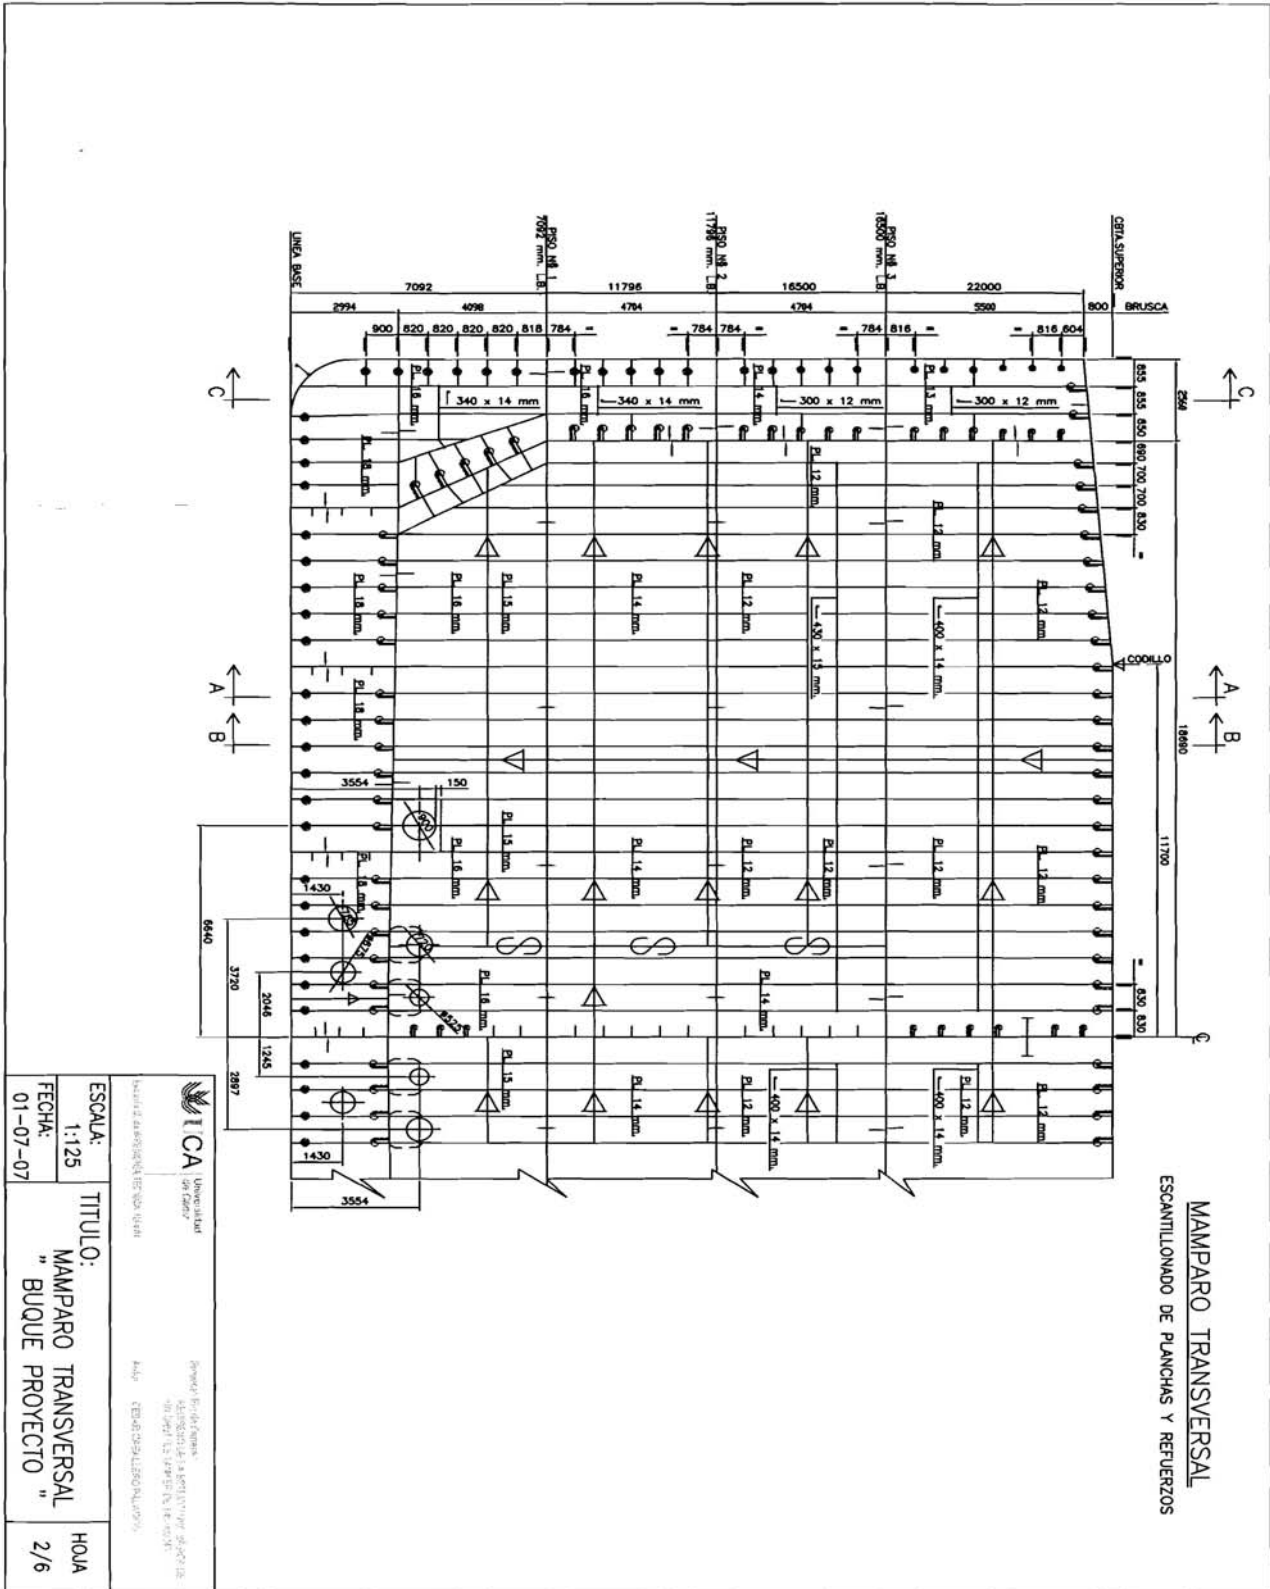 MAMPARO TRANSVERSAL
ESCANTILLONADO DE PLANCHAS Y REFUERZOS
C
A
B
CBTA.SUPERIOR
PISO Nº 3
16500 mm. L.B.
PISO Nº 2
11796 mm. L.B.
PISO Nº 1
7092 mm. L.B.
LINEA BASE
BRUSCA
800
22000
5500
16500
4704
11796
4704
7092
4098
2994
604
816
=
=
816
784
=
=
784
784
=
=
784
818
820
820
820
820
900
2560
855
855
850
690
700
700
830
=
=
830
830
18690
11700
CODILLO
PL. 13 mm.
300 x 12 mm
PL. 14 mm.
300 x 12 mm
PL. 16 mm.
340 x 14 mm
PL. 16 mm.
340 x 14 mm
PL. 18 mm.
PL. 12 mm.
PL. 12 mm.
PL. 12 mm.
PL. 12 mm.
PL. 14 mm.
PL. 15 mm.
PL. 16 mm.
PL. 18 mm.
400 x 14 mm.
430 x 15 mm.
PL. 18 mm.
3554
150
900
PL. 12 mm.
PL. 12 mm.
PL. 12 mm.
PL. 12 mm.
PL. 14 mm.
PL. 15 mm.
PL. 16 mm.
PL. 18 mm.
1430
PL. 14 mm.
PL. 16 mm.
ø525
6640
3720
2046
1245
2897
PL. 12 mm.
PL. 12 mm.
400 x 14 mm.
PL. 12 mm.
400 x 14 mm.
PL. 14 mm.
PL. 15 mm.
1430
3554
C
A
B
UCA
Universidad
de Cádiz
ESCALA:
1:125
FECHA:
01-07-07
TITULO:
MAMPARO TRANSVERSAL
" BUQUE PROYECTO "
HOJA
2/6